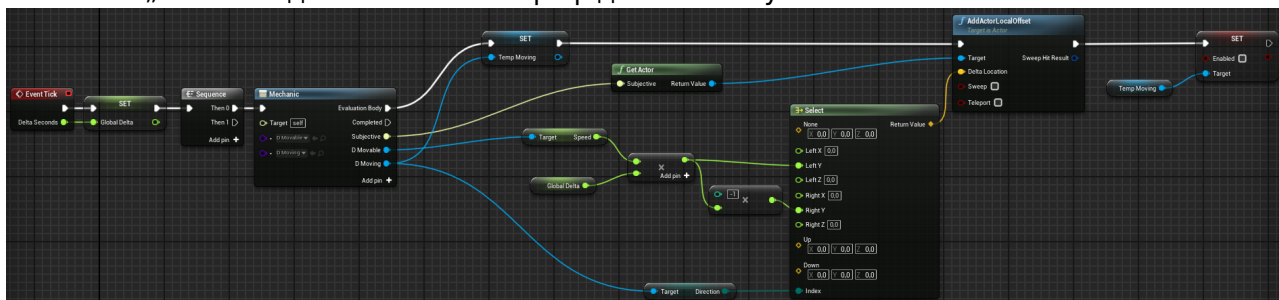 Event Tick
Delta Seconds
SET
Global Delta
Sequence
Then 0
Then 1
Add pin +
Mechanic
Target self
D Movable
D Moving
Evaluation Body
Completed
Subjective
D Movable
D Moving
Add pin +
SET
Temp Moving
Get Actor
Subjective Return Value
Target Speed
Global Delta
x
Add pin +
-1 x
Target Direction
Select
None
X 0,0 Y 0,0 Z 0,0
Return Value
Left X 0,0
Left Y
Left Z 0,0
Right X 0,0
Right Y
Right Z 0,0
Up
X 0,0 Y 0,0 Z 0,0
Down
X 0,0 Y 0,0 Z 0,0
Index
f AddActorLocalOffset
Target is Actor
Target Sweep Hit Result
Delta Location
Sweep
Teleport
Temp Moving
SET
Enabled
Target